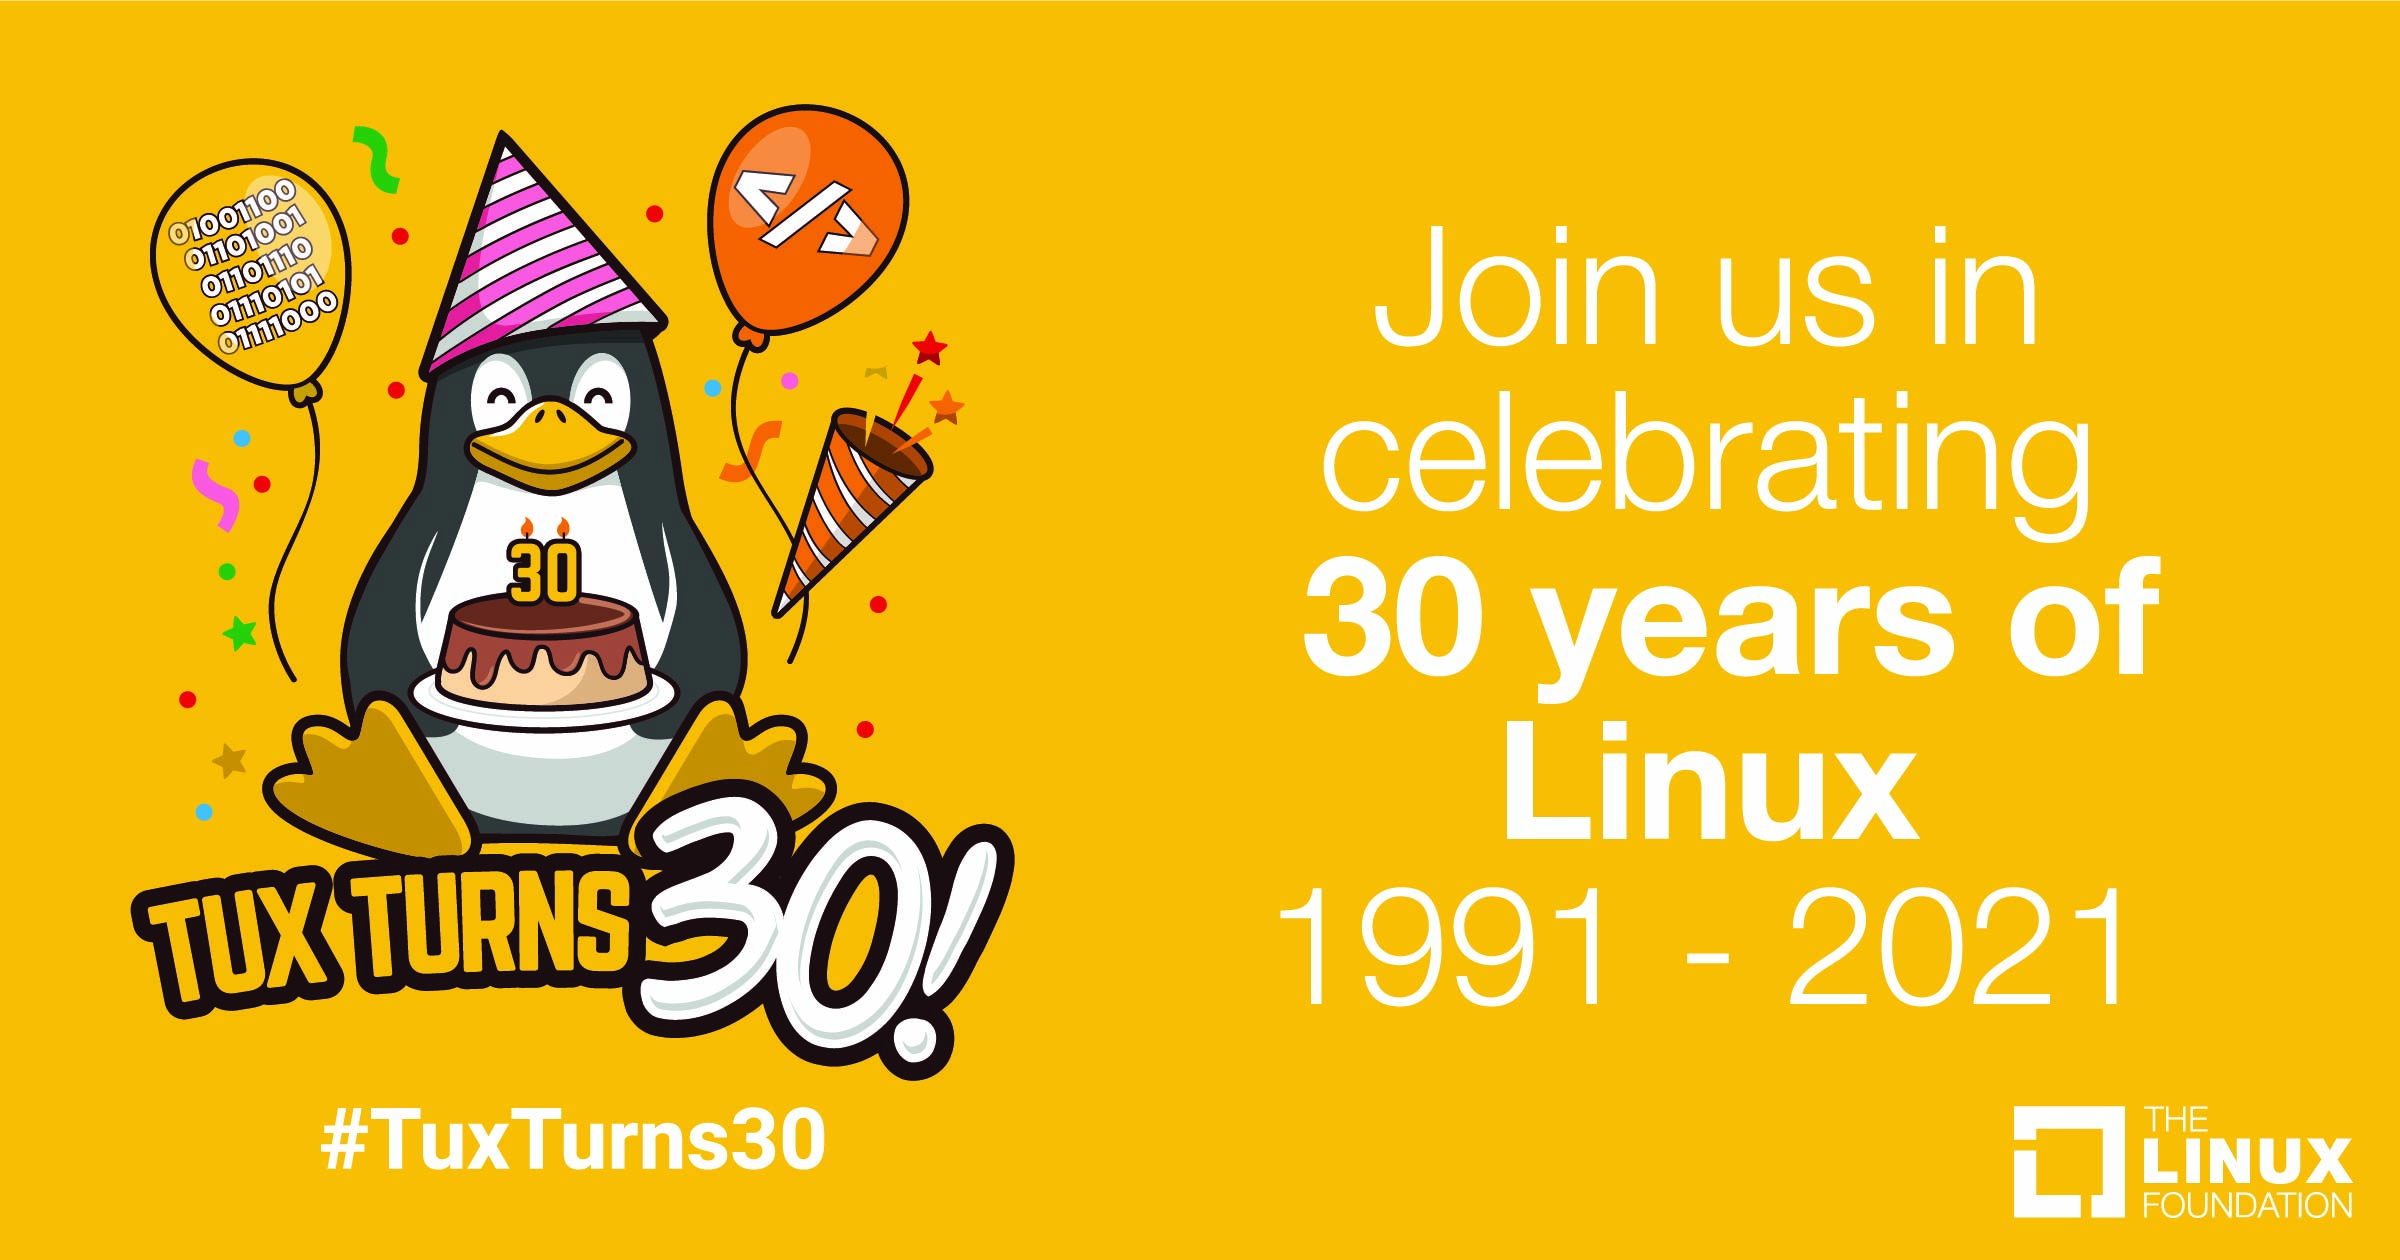 01001100
01101001
01101110
01110101
01111000
</>
30
TUX TURNS 30!
#TuxTurns30
Join us in
celebrating
30 years of
Linux
1991 - 2021
THE
LINUX
FOUNDATION